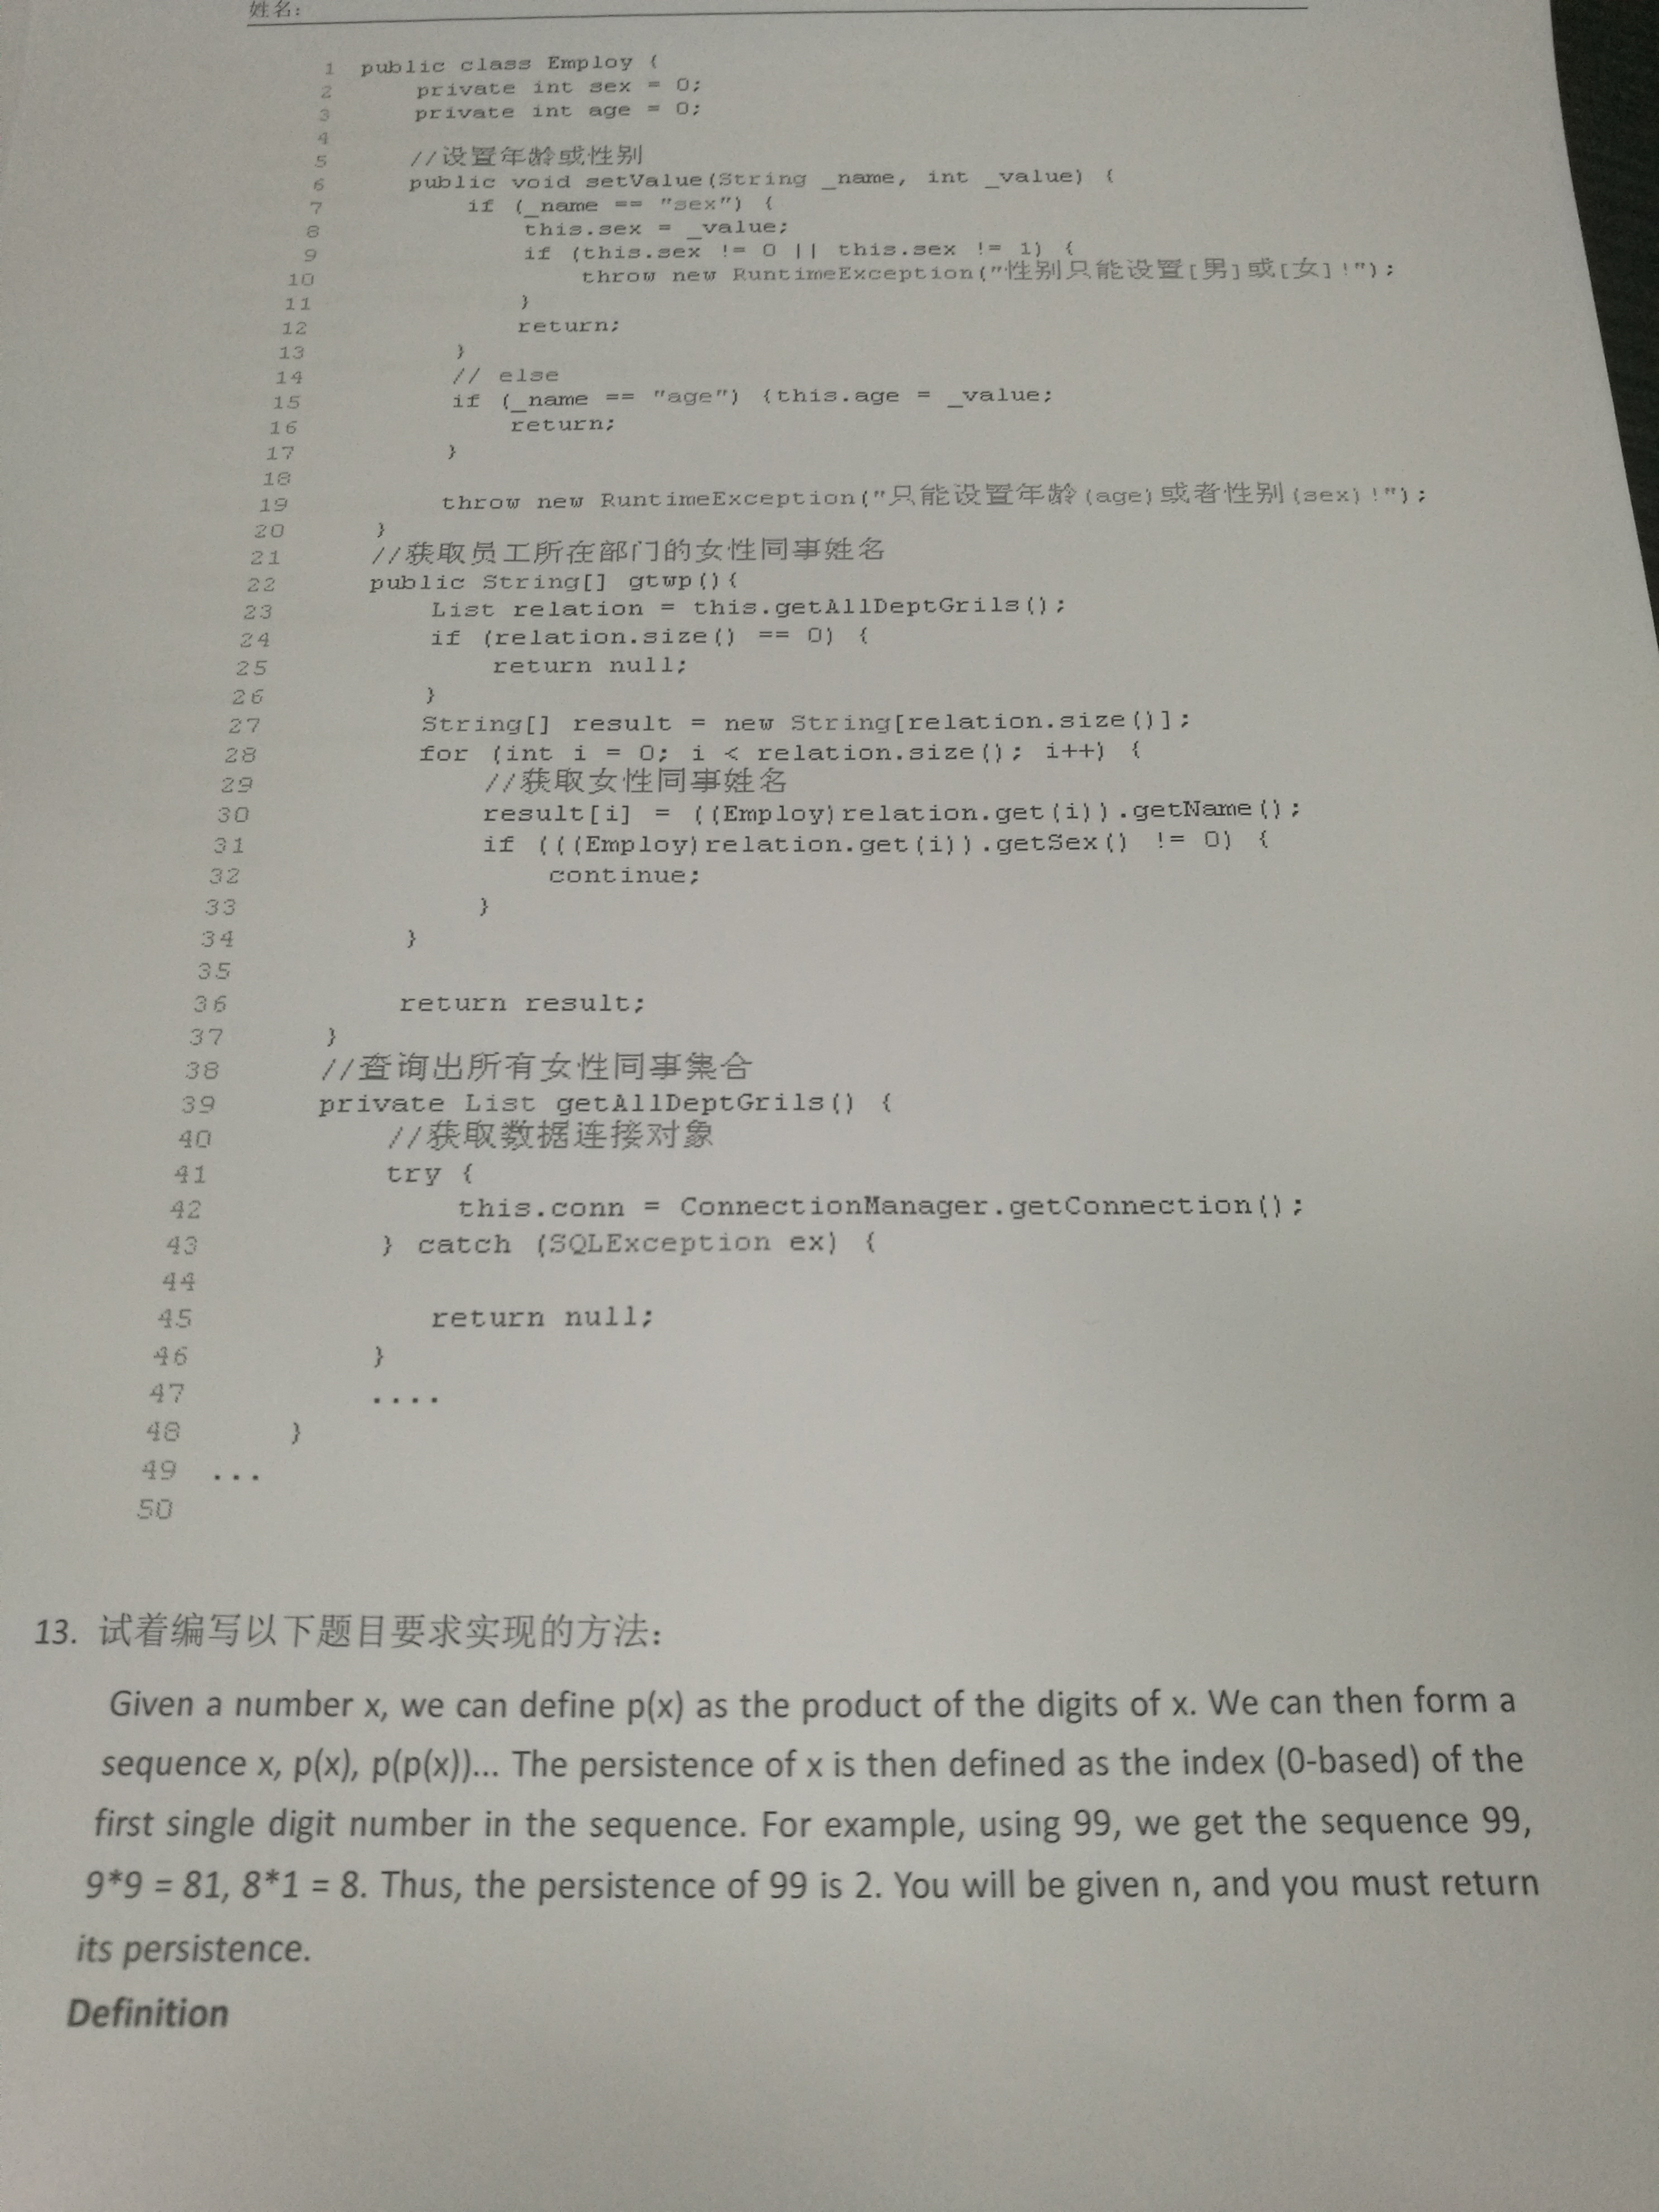 姓名:
1 public class Employ {
2 private int sex = 0;
3 private int age = 0;
4
5 //设置年龄或性别
6 public void setValue(String _name, int _value) {
7 if (_name == "sex") {
8 this.sex = _value;
9 if (this.sex != 0 || this.sex != 1) {
10 throw new RuntimeException("性别只能设置[男]或[女]!");
11 }
12 return;
13 }
14 // else
15 if (_name == "age") {this.age = _value;
16 return;
17 }
18
19 throw new RuntimeException("只能设置年龄(age)或者性别(sex)!");
20 }
21 //获取员工所在部门的女性同事姓名
22 public String[] gtwp(){
23 List relation = this.getAllDeptGrils();
24 if (relation.size() == 0) {
25 return null;
26 }
27 String[] result = new String[relation.size()];
28 for (int i = 0; i < relation.size(); i++) {
29 //获取女性同事姓名
30 result[i] = ((Employ)relation.get(i)).getName();
31 if (((Employ)relation.get(i)).getSex() != 0) {
32 continue;
33 }
34 }
35
36 return result;
37 }
38 //查询出所有女性同事集合
39 private List getAllDeptGrils() {
40 //获取数据连接对象
41 try {
42 this.conn = ConnectionManager.getConnection();
43 } catch (SQLException ex) {
44
45 return null;
46 }
47 ....
48 }
49 ...
50
13. 试着编写以下题目要求实现的方法:
Given a number x, we can define p(x) as the product of the digits of x. We can then form a
sequence x, p(x), p(p(x))... The persistence of x is then defined as the index (0-based) of the
first single digit number in the sequence. For example, using 99, we get the sequence 99,
9*9 = 81, 8*1 = 8. Thus, the persistence of 99 is 2. You will be given n, and you must return
its persistence.
Definition